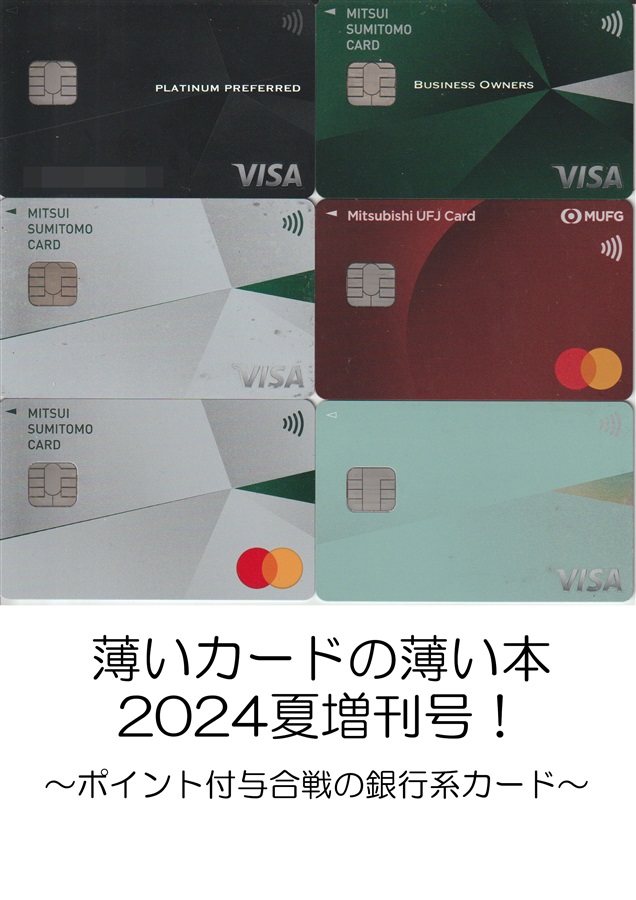 PLATINUM PREFERRED
VISA
MITSUI
SUMITOMO
CARD
BUSINESS OWNERS
VISA
MITSUI
SUMITOMO
CARD
VISA
Mitsubishi UFJ Card
MUFG
MITSUI
SUMITOMO
CARD
VISA
薄いカードの薄い本
2024夏増刊号!
～ポイント付与合戦の銀行系カード～